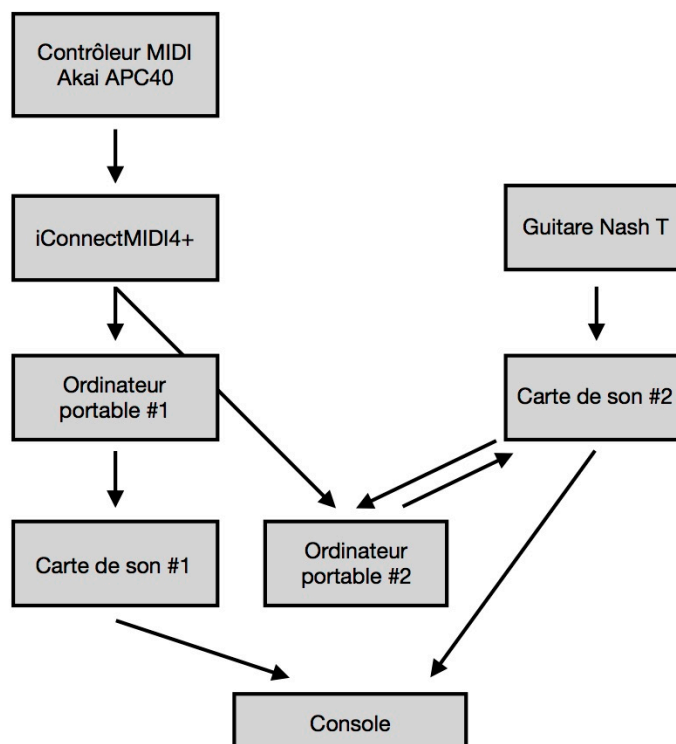 Contrôleur MIDI
Akai APC40
iConnectMIDI4+
Guitare Nash T
Ordinateur
portable #1
Carte de son #2
Carte de son #1
Ordinateur
portable #2
Console